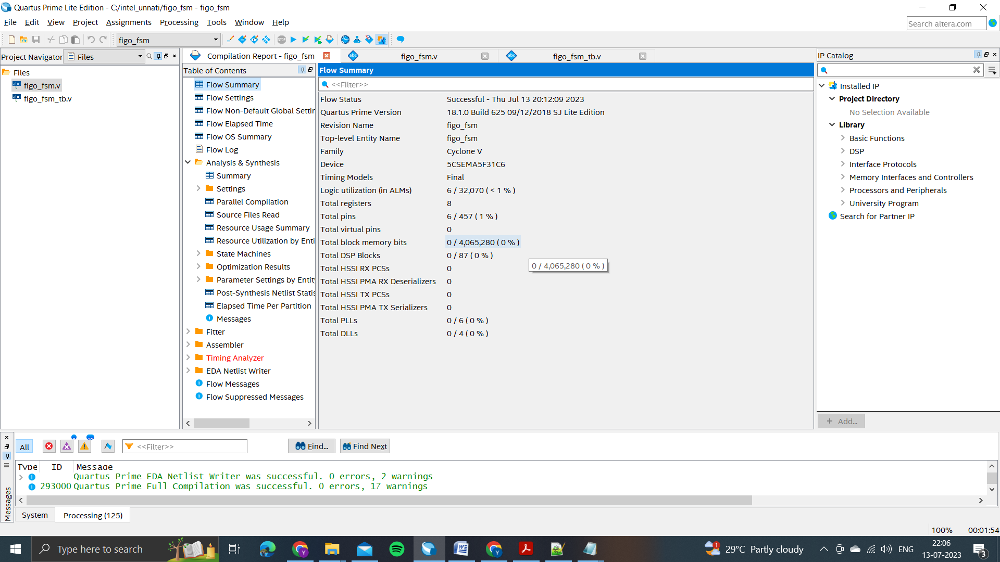 Quartus Prime Lite Edition - C:/intel_unnati/figo_fsm - figo_fsm
File Edit View Project Assignments Processing Tools Window Help
Search altera.com
figo_fsm
STOP
Project Navigator Files
Compilation Report - figo_fsm
figo_fsm.v
figo_fsm_tb.v
IP Catalog
Files
figo_fsm.v
figo_fsm_tb.v
Table of Contents
Flow Summary
Flow Settings
Flow Non-Default Global Settir
Flow Elapsed Time
Flow OS Summary
Flow Log
Analysis & Synthesis
Summary
Settings
Parallel Compilation
Source Files Read
Resource Usage Summary
Resource Utilization by Enti
State Machines
Optimization Results
Parameter Settings by Entity
Post-Synthesis Netlist Statis
Elapsed Time Per Partition
Messages
Fitter
Assembler
Timing Analyzer
EDA Netlist Writer
Flow Messages
Flow Suppressed Messages
Flow Summary
<<Filter>>
Flow Status Successful - Thu Jul 13 20:12:09 2023
Quartus Prime Version 18.1.0 Build 625 09/12/2018 SJ Lite Edition
Revision Name figo_fsm
Top-level Entity Name figo_fsm
Family Cyclone V
Device 5CSEMA5F31C6
Timing Models Final
Logic utilization (in ALMs) 6 / 32,070 ( < 1 % )
Total registers 8
Total pins 6 / 457 ( 1 % )
Total virtual pins 0
Total block memory bits 0 / 4,065,280 ( 0 % )
Total DSP Blocks 0 / 87 ( 0 % )
0 / 4,065,280 ( 0 % )
Total HSSI RX PCSs 0
Total HSSI PMA RX Deserializers 0
Total HSSI TX PCSs 0
Total HSSI PMA TX Serializers 0
Total PLLs 0 / 6 ( 0 % )
Total DLLs 0 / 4 ( 0 % )
Installed IP
Project Directory
No Selection Available
Library
Basic Functions
DSP
Interface Protocols
Memory Interfaces and Controllers
Processors and Peripherals
University Program
Search for Partner IP
+ Add...
All
<<Filter>>
Find...
Find Next
Type ID Message
Quartus Prime EDA Netlist Writer was successful. 0 errors, 2 warnings
293000 Quartus Prime Full Compilation was successful. 0 errors, 17 warnings
Messages
System Processing (125)
100% 00:01:54
Type here to search
29°C Partly cloudy
ENG
22:06
13-07-2023
3